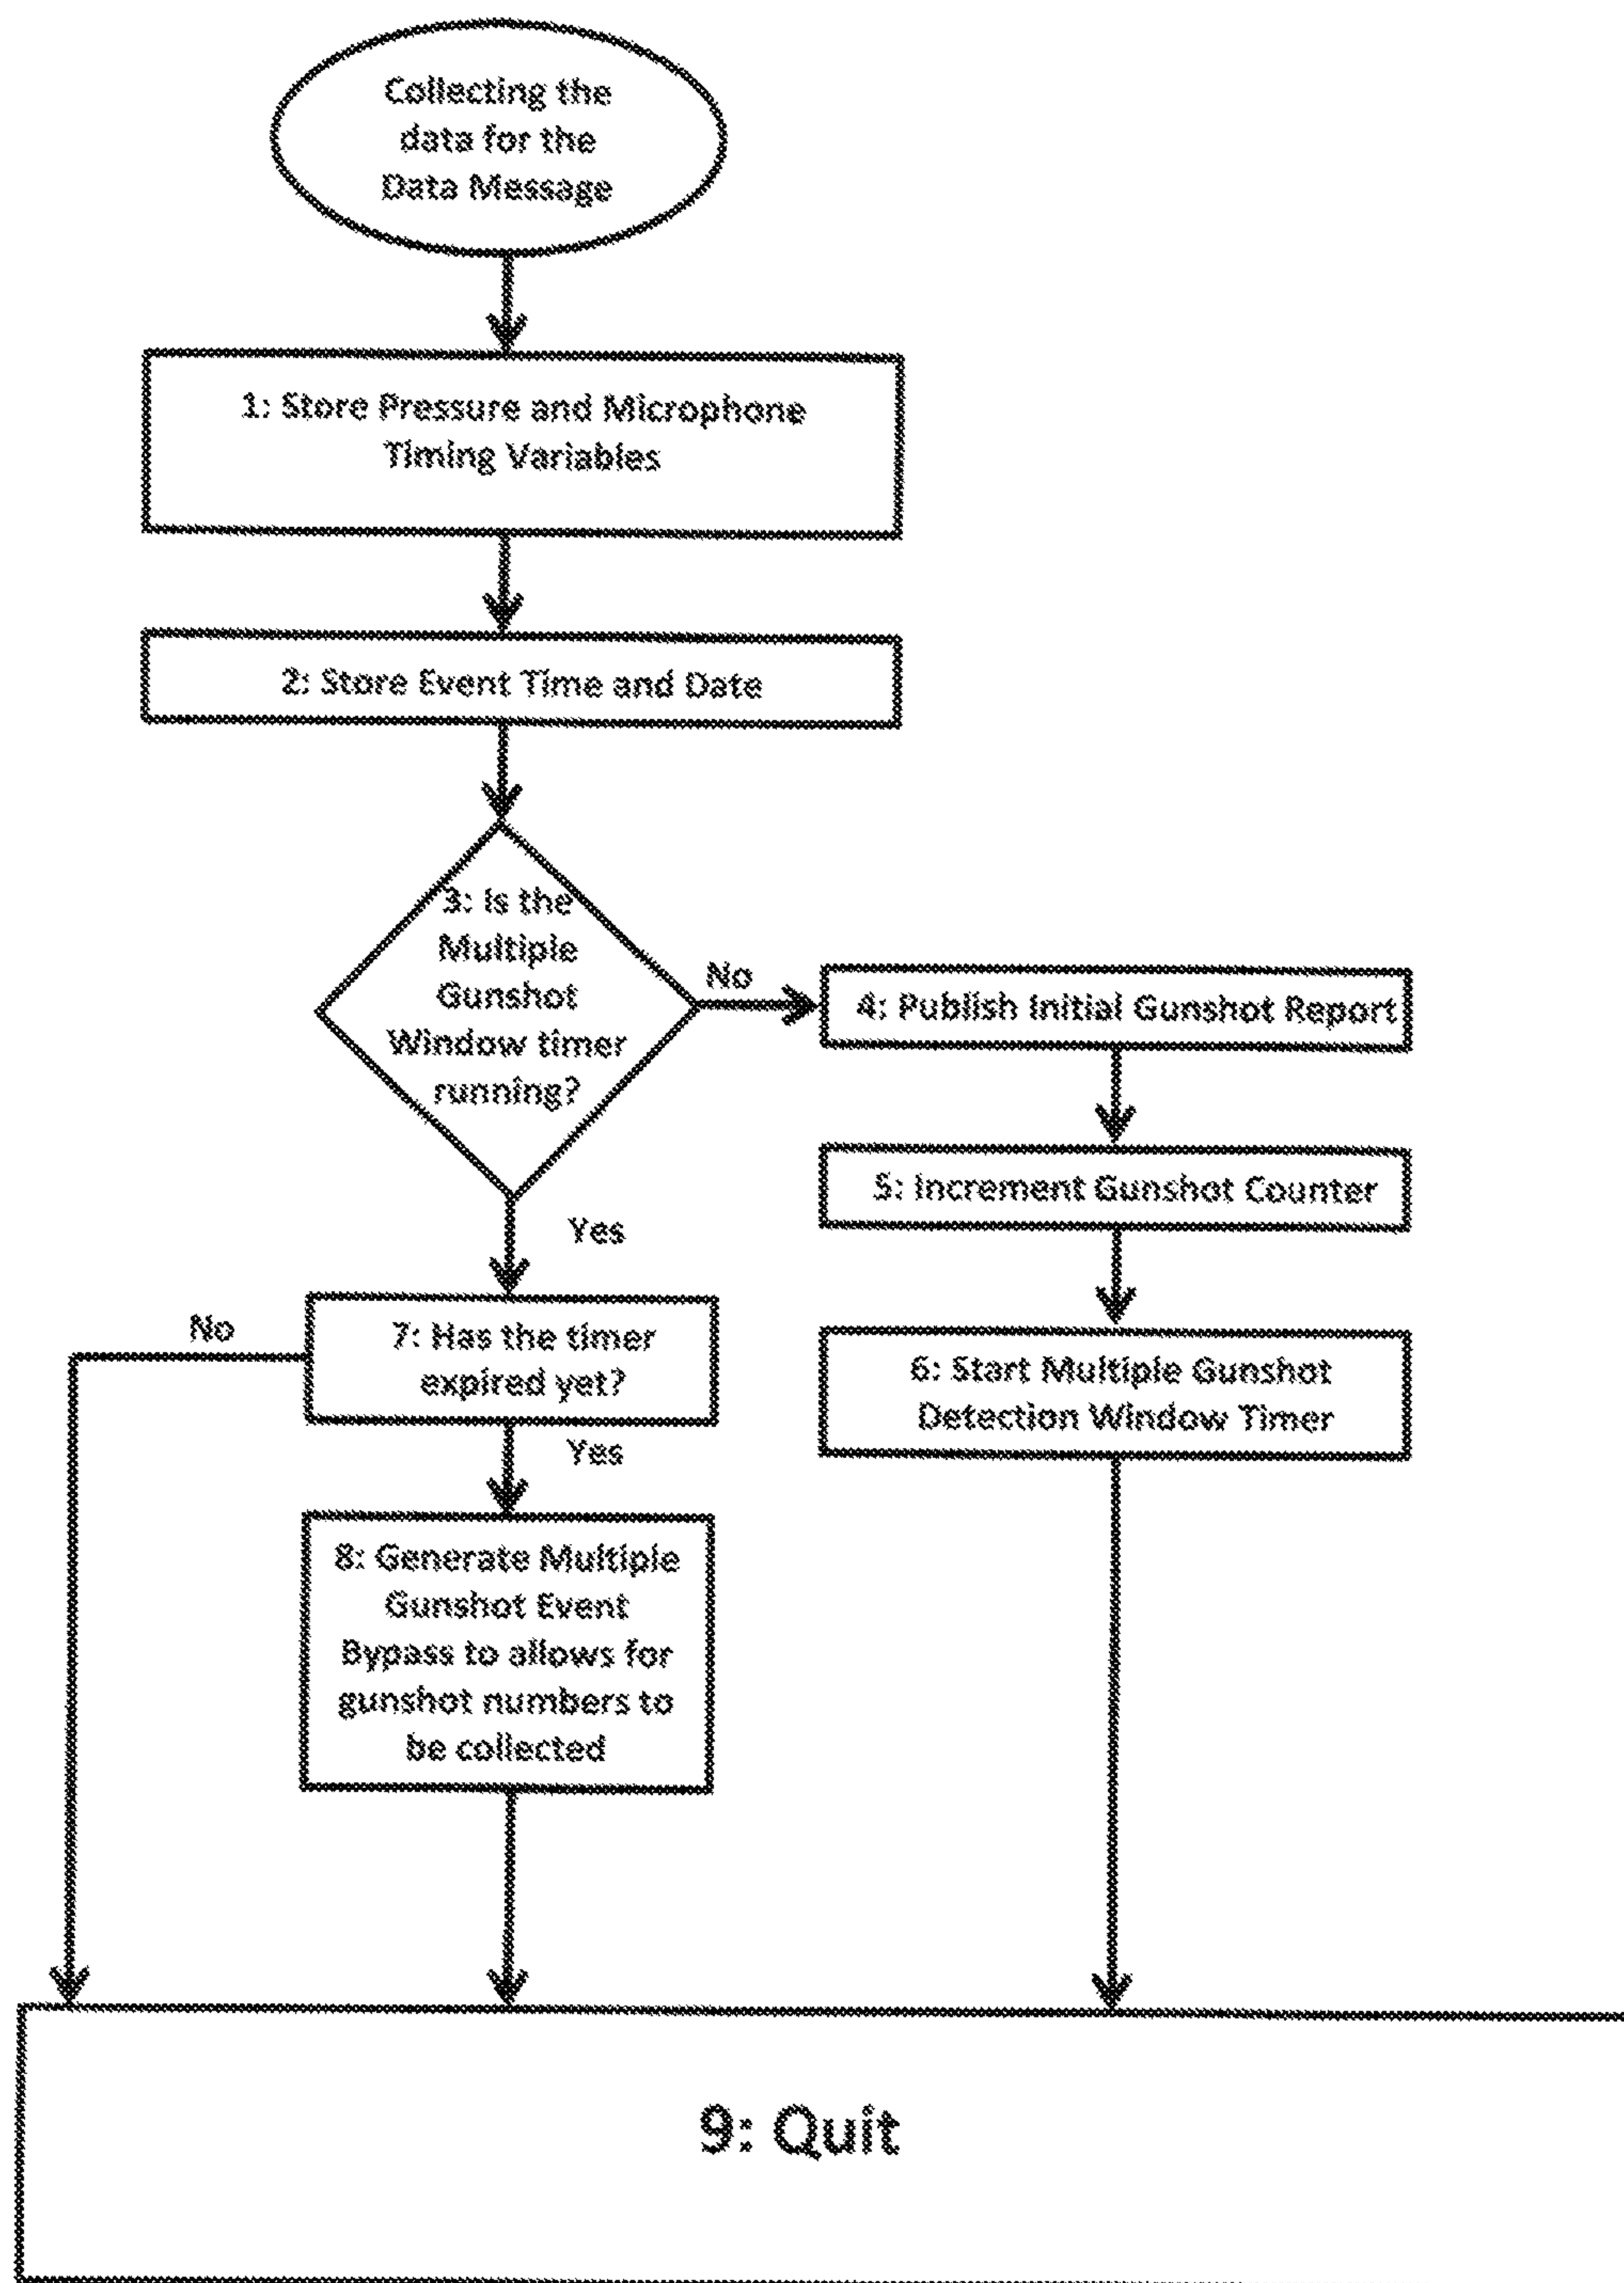 Collecting the
data for the
Data Message
1: Store Pressure and Microphone
Timing Variables
2: Store Event Time and Date
3: Is the
Multiple
Gunshot
Window timer
running?
No
4: Publish Initial Gunshot Report
5: Increment Gunshot Counter
6: Start Multiple Gunshot
Detection Window Timer
Yes
No
7: Has the timer
expired yet?
Yes
8: Generate Multiple
Gunshot Event
Bypass to allows for
gunshot numbers to
be collected
9: Quit